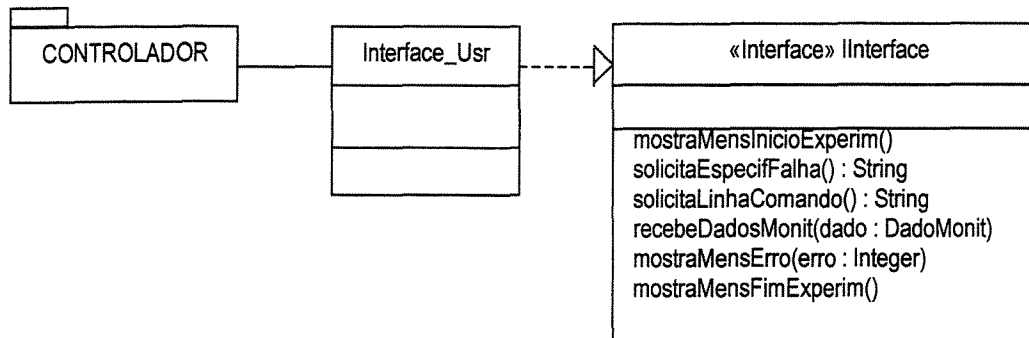 CONTROLADOR
Interface_Usr
«Interface» IInterface
mostraMensInicioExperim()
solicitaEspecifFalha() : String
solicitaLinhaComando() : String
recebeDadosMonit(dado : DadoMonit)
mostraMensErro(erro : Integer)
mostraMensFimExperim()